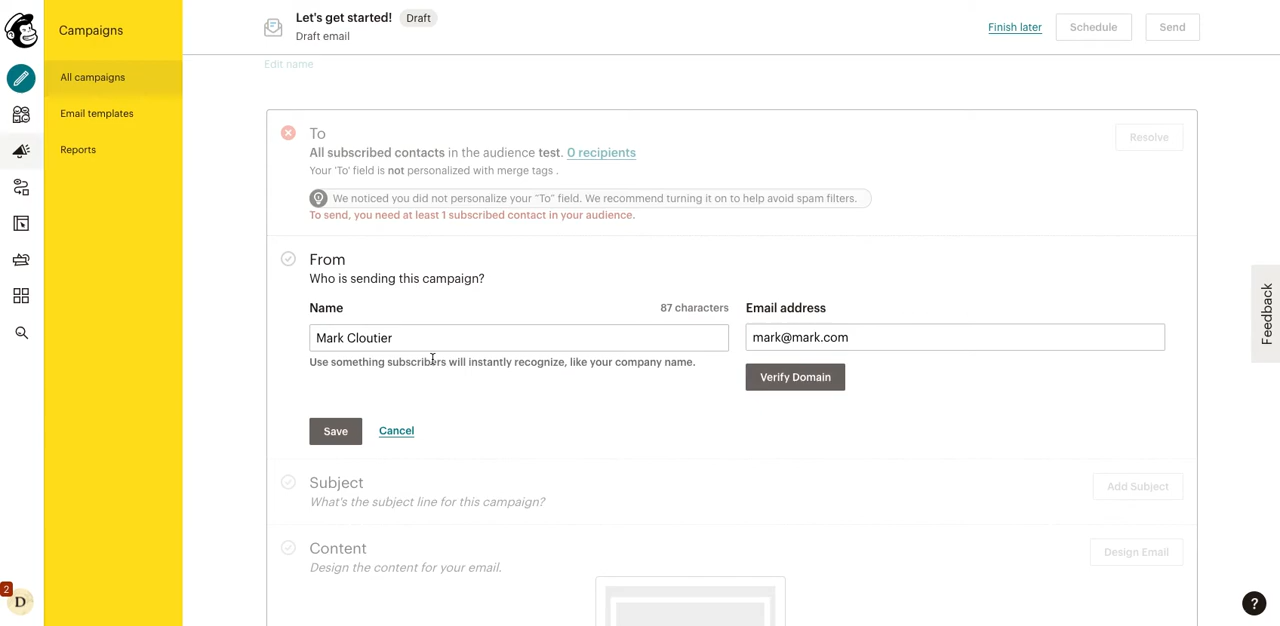 Campaigns
All campaigns
Email templates
Reports
2
D
Let's get started! Draft
Draft email
Finish later
Schedule
Send
Edit name
To
All subscribed contacts in the audience test. 0 recipients
Your 'To' field is not personalized with merge tags .
We noticed you did not personalize your "To" field. We recommend turning it on to help avoid spam filters.
To send, you need at least 1 subscribed contact in your audience.
Resolve
From
Who is sending this campaign?
Name 87 characters
Mark Cloutier
Use something subscribers will instantly recognize, like your company name.
Email address
mark@mark.com
Verify Domain
Save Cancel
Subject
What's the subject line for this campaign?
Add Subject
Content
Design the content for your email.
Design Email
Feedback
?